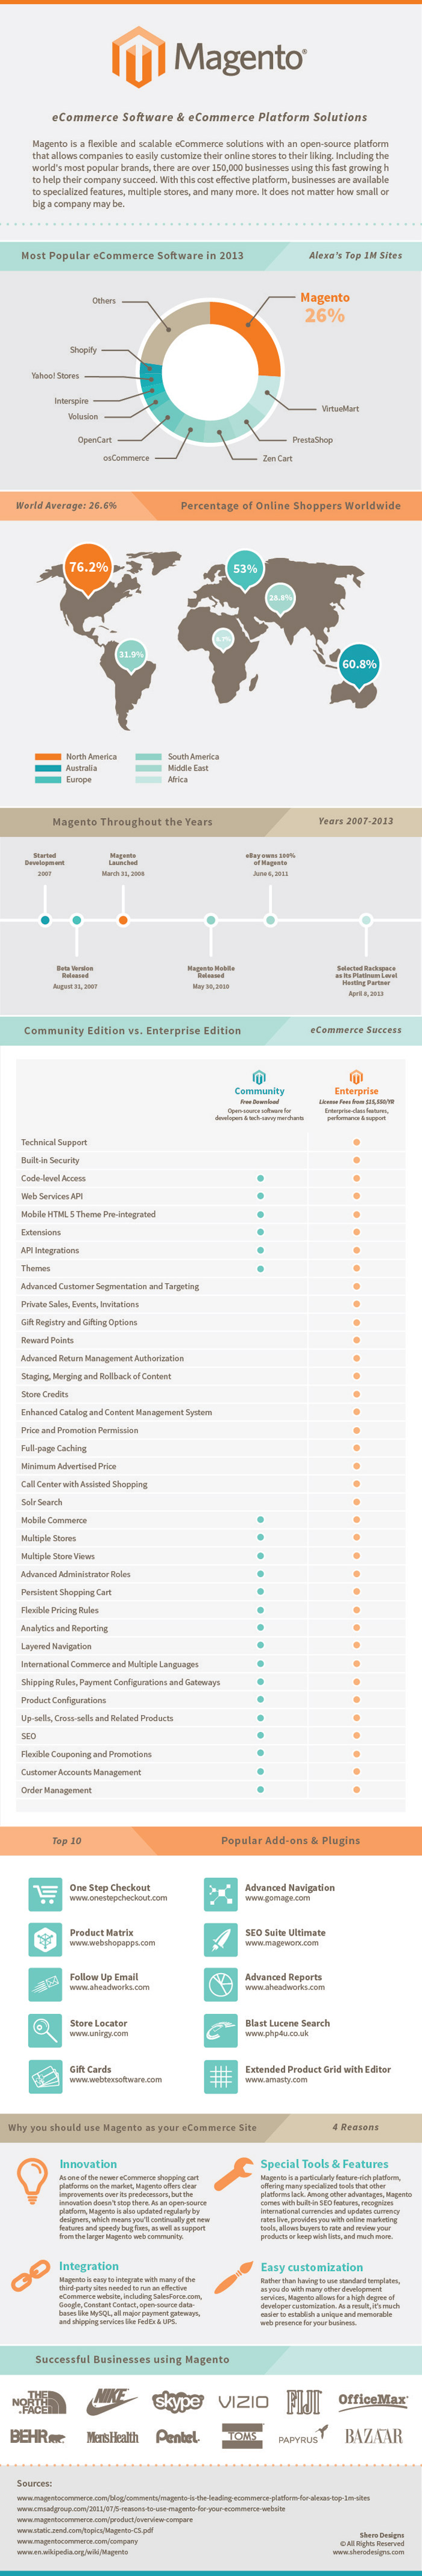 Magento®
eCommerce Software & eCommerce Platform Solutions
Magento is a flexible and scalable eCommerce solutions with an open-source platform
that allows companies to easily customize their online stores to their liking. Including the
world's most popular brands, there are over 150,000 businesses using this fast growing h
to help their company succeed. With this cost effective platform, businesses are available
to specialized features, multiple stores, and many more. It does not matter how small or
big a company may be.
Most Popular eCommerce Software in 2013
Alexa's Top 1M Sites
Others
Magento
26%
Shopify
Yahoo! Stores
Interspire
Volusion
VirtueMart
OpenCart
PrestaShop
osCommerce
Zen Cart
World Average: 26.6%
Percentage of Online Shoppers Worldwide
76.2%
53%
28.8%
6.7%
31.9%
60.8%
North America
South America
Australia
Middle East
Europe
Africa
Magento Throughout the Years
Years 2007-2013
Started
Development
2007
Magento
Launched
March 31, 2008
eBay owns 100%
of Magento
June 6, 2011
Beta Version
Released
August 31, 2007
Magento Mobile
Released
May 30, 2010
Selected Rackspace
as Its Platinum Level
Hosting Partner
April 8, 2013
Community Edition vs. Enterprise Edition
eCommerce Success
Community
Free Download
Open-source software for
developers & tech-savvy merchants
Enterprise
License Fees from $15,550/YR
Enterprise-class features,
performance & support
Technical Support
Built-in Security
Code-level Access
Web Services API
Mobile HTML 5 Theme Pre-integrated
Extensions
API Integrations
Themes
Advanced Customer Segmentation and Targeting
Private Sales, Events, Invitations
Gift Registry and Gifting Options
Reward Points
Advanced Return Management Authorization
Staging, Merging and Rollback of Content
Store Credits
Enhanced Catalog and Content Management System
Price and Promotion Permission
Full-page Caching
Minimum Advertised Price
Call Center with Assisted Shopping
Solr Search
Mobile Commerce
Multiple Stores
Multiple Store Views
Advanced Administrator Roles
Persistent Shopping Cart
Flexible Pricing Rules
Analytics and Reporting
Layered Navigation
International Commerce and Multiple Languages
Shipping Rules, Payment Configurations and Gateways
Product Configurations
Up-sells, Cross-sells and Related Products
SEO
Flexible Couponing and Promotions
Customer Accounts Management
Order Management
Top 10
Popular Add-ons & Plugins
One Step Checkout
www.onestepcheckout.com
Advanced Navigation
www.gomage.com
Product Matrix
www.webshopapps.com
SEO Suite Ultimate
www.mageworx.com
Follow Up Email
www.aheadworks.com
Advanced Reports
www.aheadworks.com
Store Locator
www.unirgy.com
Blast Lucene Search
www.php4u.co.uk
Gift Cards
www.webtexsoftware.com
Extended Product Grid with Editor
www.amasty.com
Why you should use Magento as your eCommerce Site
4 Reasons
Innovation
As one of the newer eCommerce shopping cart
platforms on the market, Magento offers clear
improvements over its predecessors, but the
innovation doesn't stop there. As an open-source
platform, Magento is also updated regularly by
designers, which means you'll continually get new
features and speedy bug fixes, as well as support
from the larger Magento web community.
Special Tools & Features
Magento is a particularly feature-rich platform,
offering many specialized tools that other
platforms lack. Among other advantages, Magento
comes with built-in SEO features, recognizes
international currencies and updates currency
rates live, provides you with online marketing
tools, allows buyers to rate and review your
products or keep wish lists, and much more.
Integration
Magento is easy to integrate with many of the
third-party sites needed to run an effective
eCommerce website, including SalesForce.com,
Google, Constant Contact, open-source data-
bases like MySQL, all major payment gateways,
and shipping services like FedEx & UPS.
Easy customization
Rather than having to use standard templates,
as you do with many other development
services, Magento allows for a high degree of
developer customization. As a result, it's much
easier to establish a unique and memorable
web presence for your business.
Successful Businesses using Magento
THE
NORTH
FACE
NIKE
skype
VIZIO
FIJI
OfficeMax
BEHR
Men'sHealth
Pentel
TOMS
PAPYRUS
BAZAAR
Sources:
www.magentocommerce.com/blog/comments/magento-is-the-leading-ecommerce-platform-for-alexas-top-1m-sites
www.cmsadgroup.com/2011/07/5-reasons-to-use-magento-for-your-ecommerce-website
www.magentocommerce.com/product/overview-compare
www.static.zend.com/topics/Magento-CS.pdf
www.magentocommerce.com/company
www.en.wikipedia.org/wiki/Magento
Shero Designs
© All Rights Reserved
www.sherodesigns.com